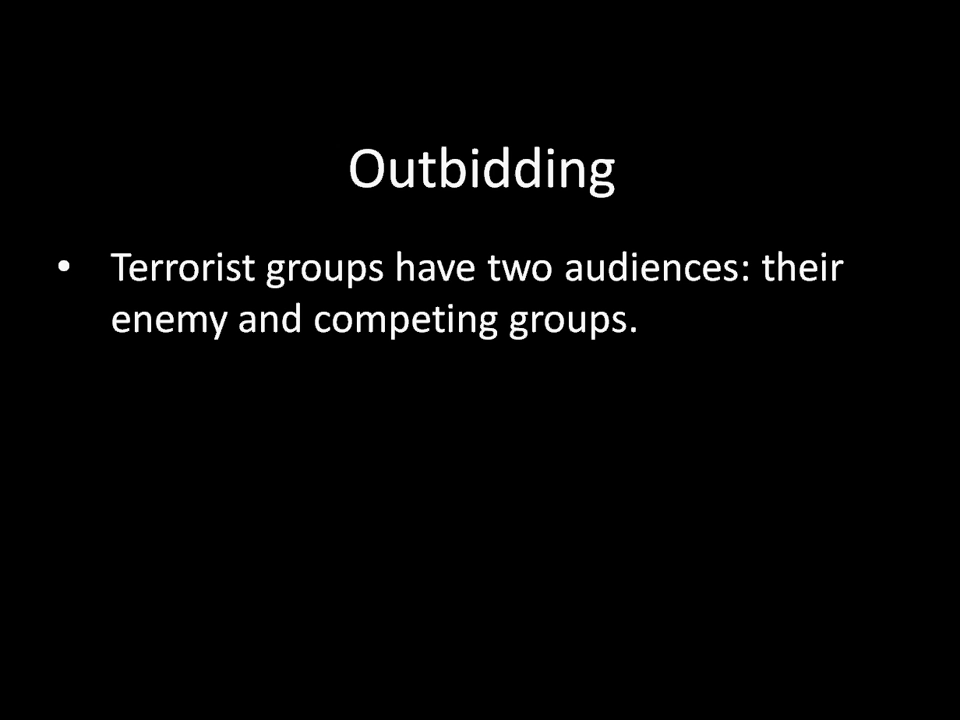 Outbidding
• Terrorist groups have two audiences: their
enemy and competing groups.